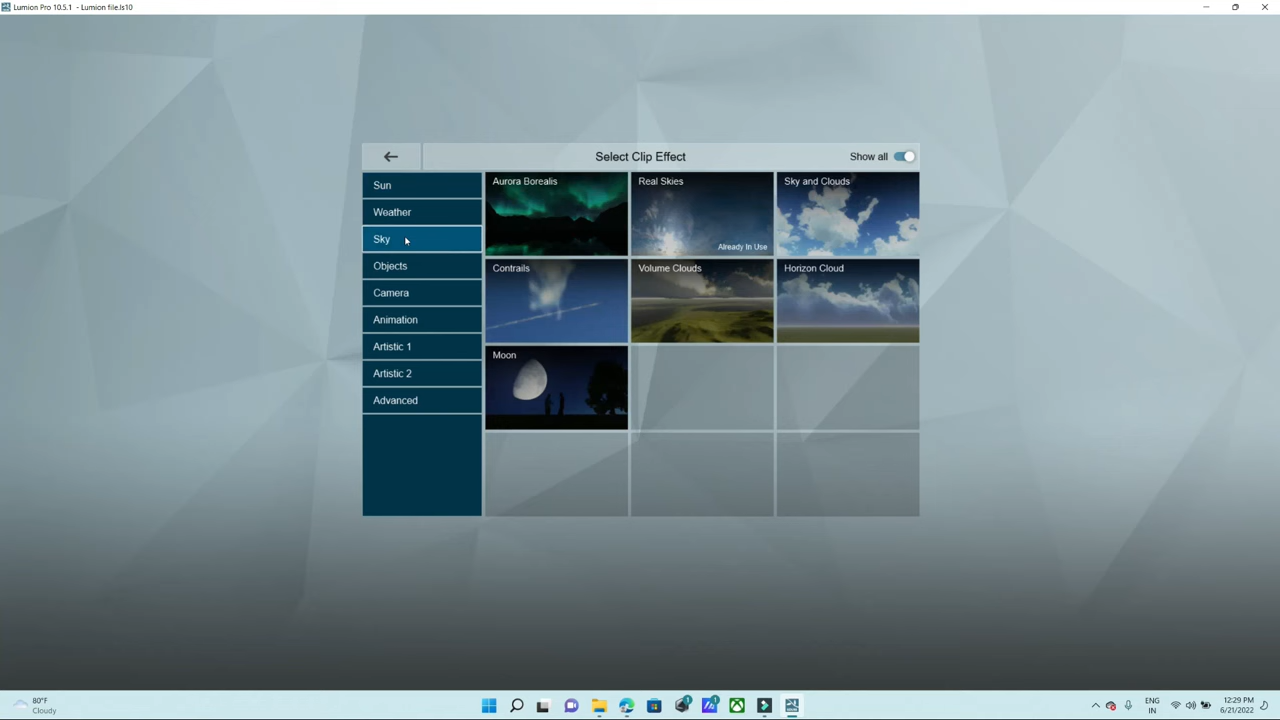 Lumion Pro 10.5.1 - Lumion file.ls10
Select Clip Effect
Show all
Sun
Weather
Sky
Objects
Camera
Animation
Artistic 1
Artistic 2
Advanced
Aurora Borealis
Real Skies
Already In Use
Sky and Clouds
Contrails
Volume Clouds
Horizon Cloud
Moon
80°F
Cloudy
ENG
IN
12:29 PM
6/21/2022